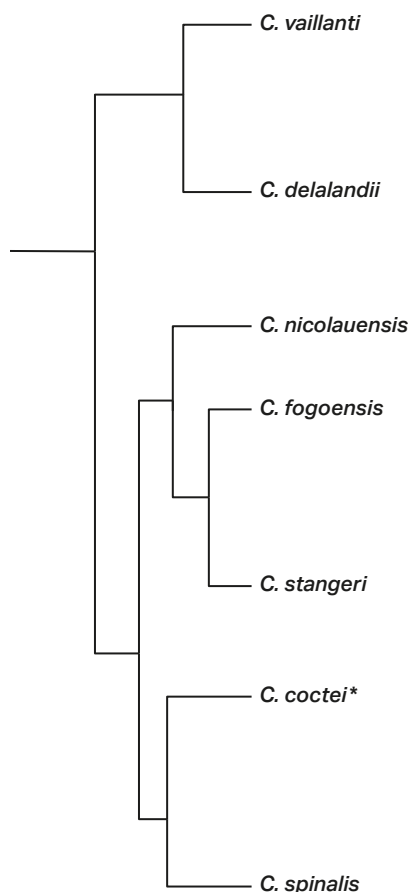 C. vaillanti
C. delalandii
C. nicolauensis
C. fogoensis
C. stangeri
C. coctei*
C. spinalis